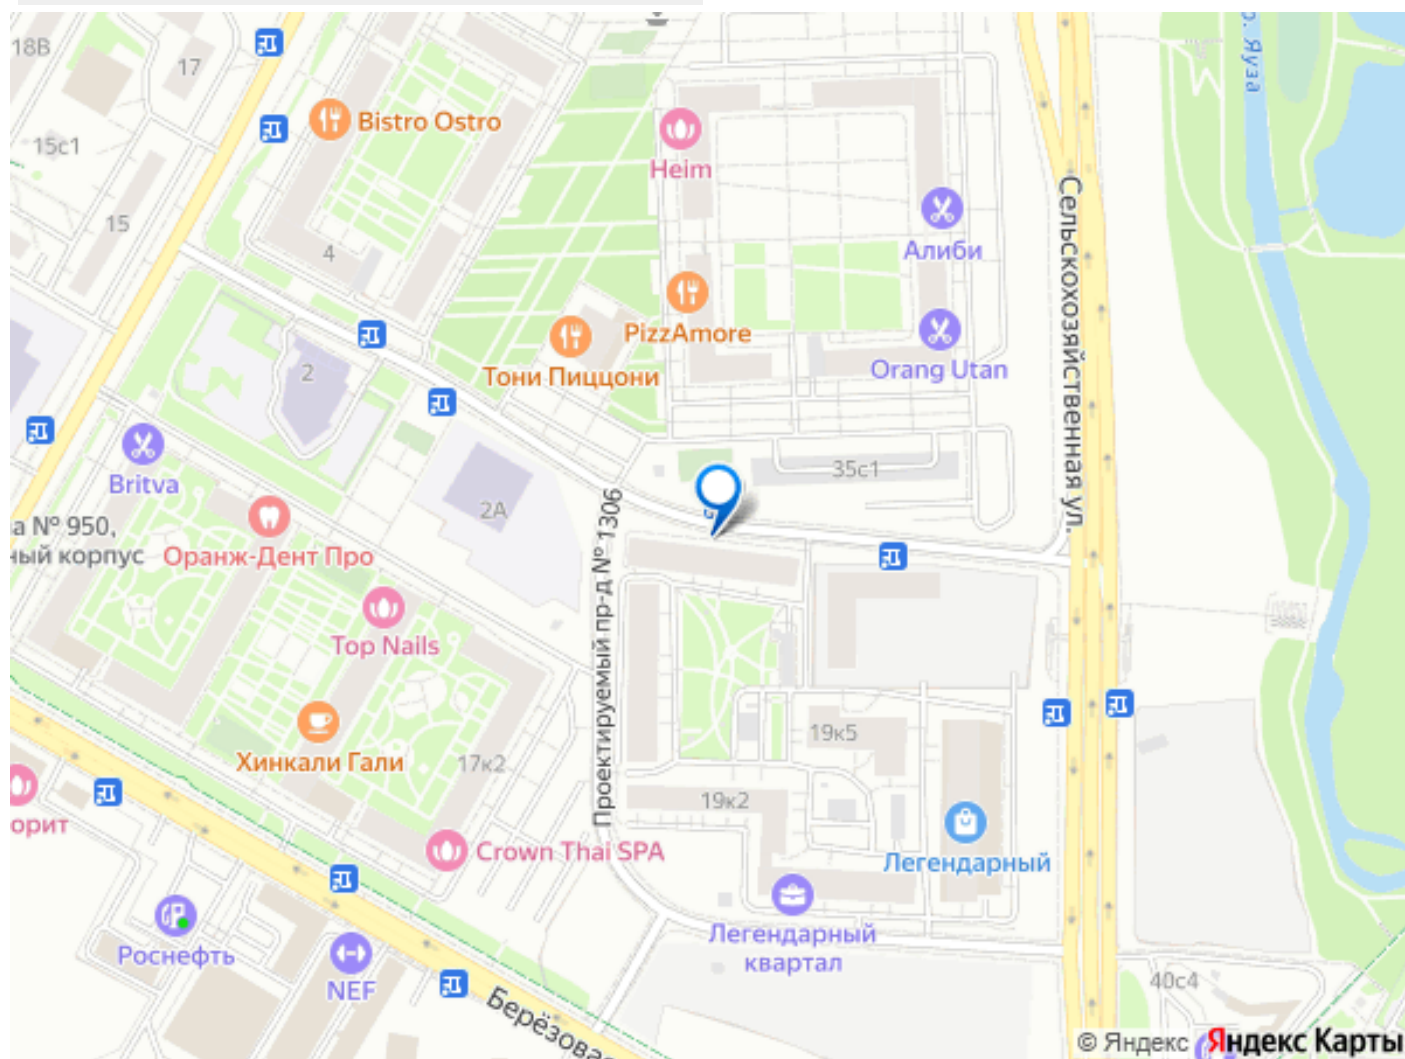 18В
17
р. Яуза
Bistro Ostro
15с1
Heim
15
4
Алиби
Сельскохозяйственная ул.
PizzAmore
Тони Пиццони
Orang Utan
2
Britva
35с1
2А
а № 950,
ный корпус
Оранж-Дент Про
Проектируемый пр-д № 1306
Top Nails
Хинкали Гали
17к2
19к5
19к2
орит
Crown Thai SPA
Легендарный
Легендарный
квартал
Роснефть
NEF
Берёзовая
40с4
© Яндекс Яндекс Карты